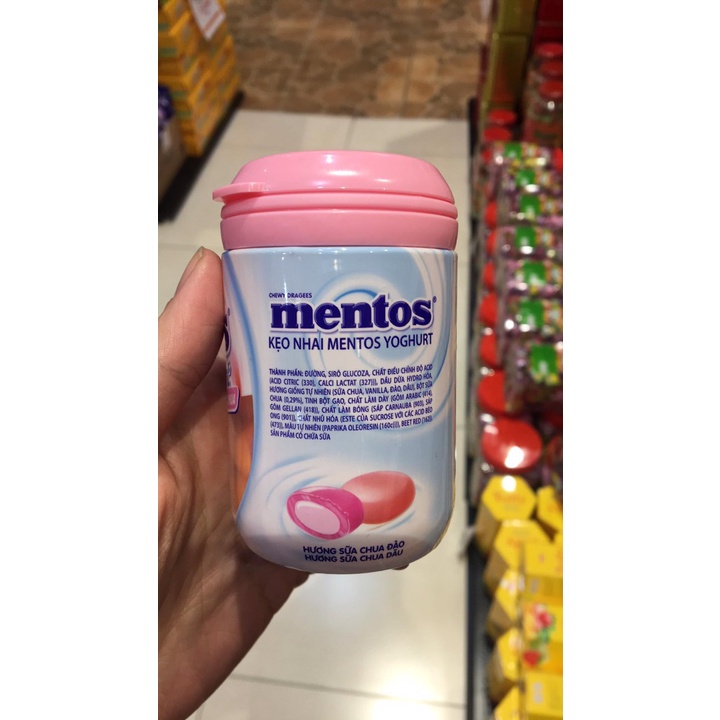 CHEWY DRAGEES
mentos®
KẸO NHAI MENTOS YOGHURT
THÀNH PHẦN: ĐƯỜNG, SIRÔ GLUCOZA, CHẤT ĐIỀU CHỈNH ĐỘ ACID
(ACID CITRIC (330), CALCI LACTAT (327))), DẦU DỪA HYDRO HÓA,
HƯƠNG GIỐNG TỰ NHIÊN (SỮA CHUA, VANILLA, ĐÀO, DÂU), BỘT SỮA
CHUA (0,29%), TINH BỘT GẠO, CHẤT LÀM DÀY (GÔM ARABIC (414),
GÔM GELLAN (418)), CHẤT LÀM BÓNG (SÁP CARNAUBA (903), SÁP
ONG (901)), CHẤT NHŨ HÓA (ESTE CỦA SUCROSE VỚI CÁC ACID BÉO
(473)), MÀU TỰ NHIÊN (PAPRIKA OLEORESIN (160c))), BEET RED (162))
SẢN PHẨM CÓ CHỨA SỮA
HƯƠNG SỮA CHUA ĐÀO
HƯƠNG SỮA CHUA DÂU